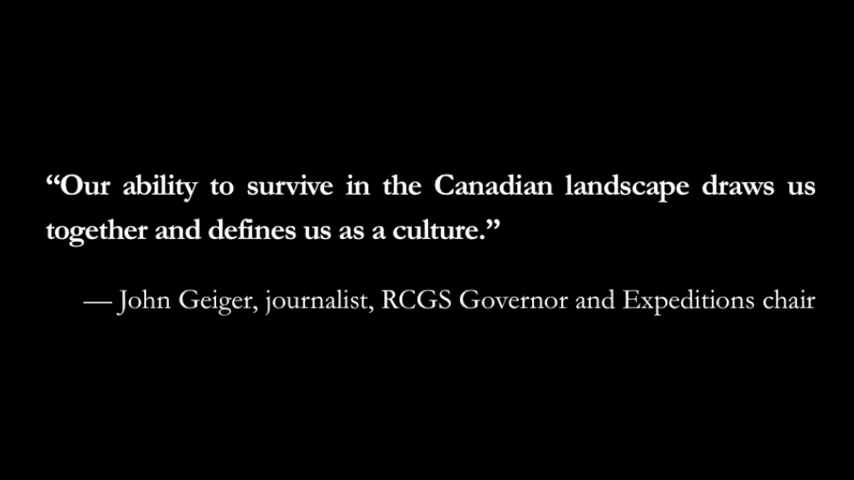 “Our ability to survive in the Canadian landscape draws us
together and defines us as a culture.”
— John Geiger, journalist, RCGS Governor and Expeditions chair